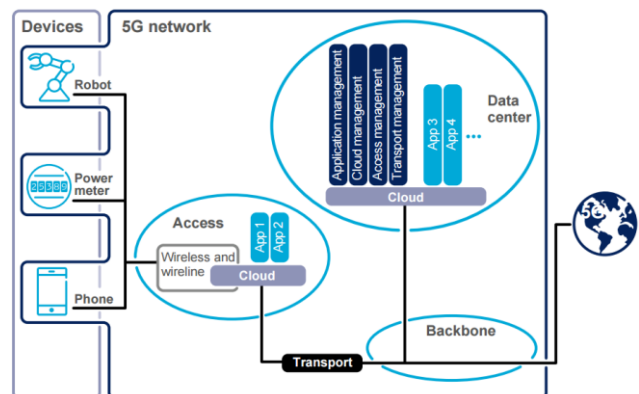 Devices
5G network
Robot
Power
meter
Phone
Access
Wireless and
wireline
App 1
App 2
Cloud
Application management
Cloud management
Access management
Transport management
App 3
App 4
...
Data
center
Cloud
Transport
Backbone
5G